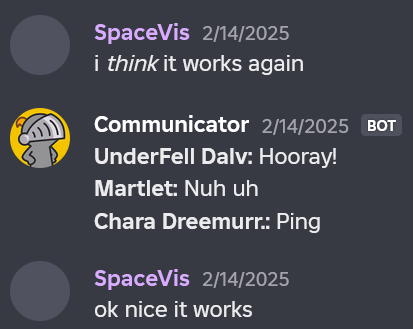 SpaceVis 2/14/2025
i think it works again
Communicator 2/14/2025 BOT
UnderFell Dalv: Hooray!
Martlet: Nuh uh
Chara Dreemurr.: Ping
SpaceVis 2/14/2025
ok nice it works